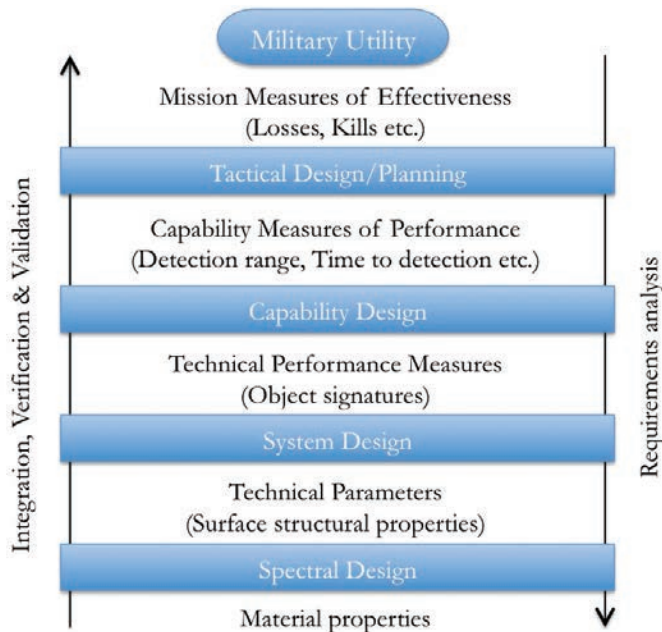 Military Utility
Mission Measures of Effectiveness
(Losses, Kills etc.)
Tactical Design/Planning
Capability Measures of Performance
(Detection range, Time to detection etc.)
Capability Design
Technical Performance Measures
(Object signatures)
System Design
Technical Parameters
(Surface structural properties)
Spectral Design
Material properties
Integration, Verification & Validation
Requirements analysis